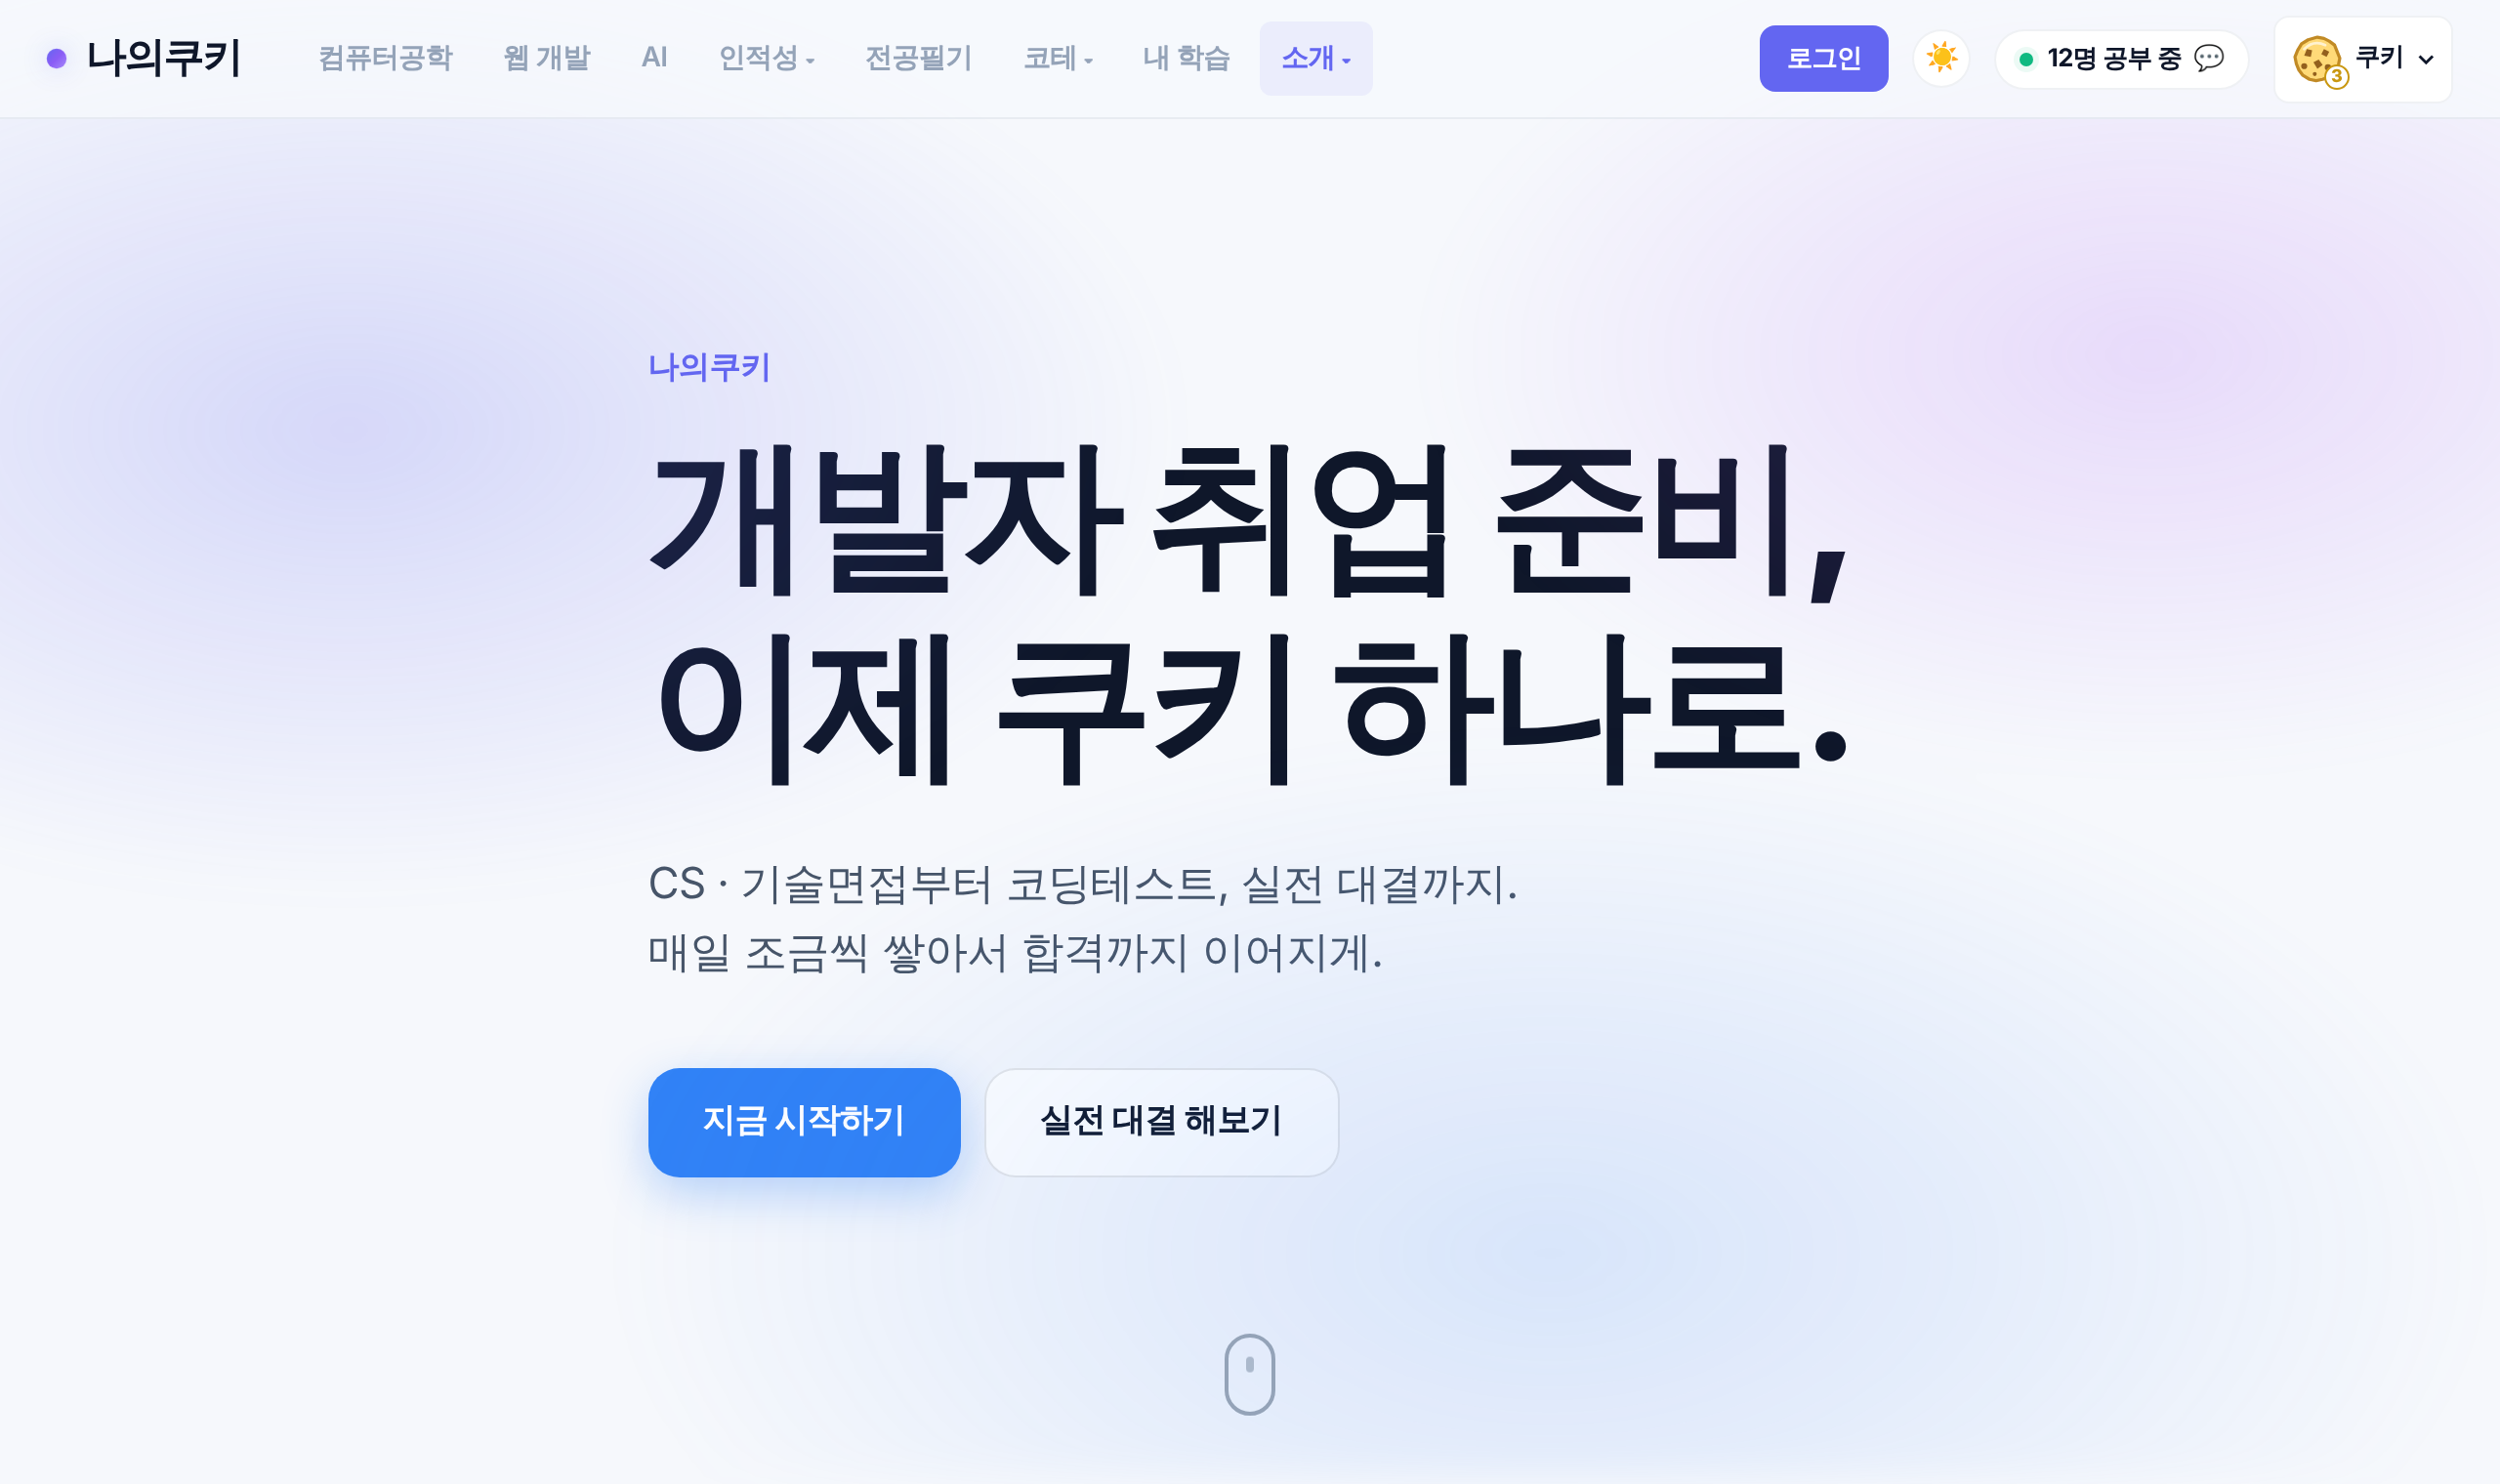 나의쿠키
컴퓨터공학 웹 개발 AI 인적성 전공필기 코테 내 학습 소개
로그인 12명 공부 중 3 쿠키
나의쿠키
개발자 취업 준비,
이제 쿠키 하나로.
CS · 기술면접부터 코딩테스트, 실전 대결까지.
매일 조금씩 쌓아서 합격까지 이어지게.
지금 시작하기 실전 대결 해보기